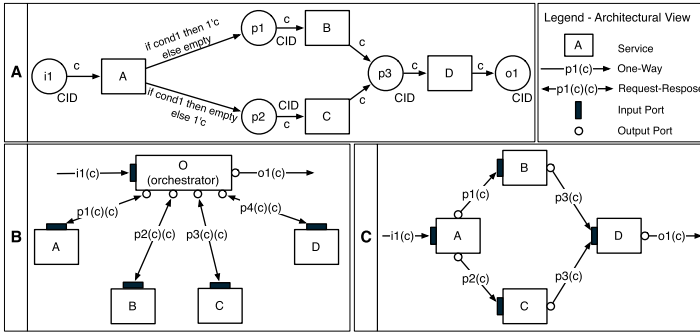 A
i1
CID
c
A
if cond1 then 1'c
else empty
if cond1 then empty
else 1'c
p1
CID
c
B
c
p2
CID
c
C
c
p3
CID
c
D
c
o1
CID
Legend - Architectural View
A
Service
p1(c)
One-Way
p1(c)(c)
Request-Respose
Input Port
Output Port
B
i1(c)
O
(orchestrator)
o1(c)
p1(c)(c)
p2(c)(c)
p3(c)(c)
p4(c)(c)
A
B
C
D
C
i1(c)
A
p1(c)
B
p3(c)
p2(c)
C
p3(c)
D
o1(c)